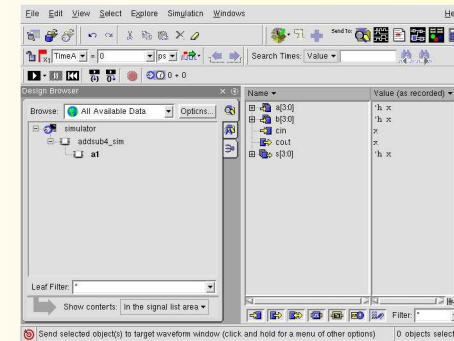 File Edit View Select Explore Simulation Windows He
Send To:
TimeA = 0 ps Search Times: Value
0 + 0
Design Browser
Browse: All Available Data Options
simulator
addsub4_sim
a1
Leaf Filter: *
Show contents: In the signal list area
Name Value (as recorded)
a[3:0] 'h x
b[3:0] 'h x
cin x
cout x
s[3:0] 'h x
Filter: *
Send selected object(s) to target waveform window (click and hold for a menu of other options) 0 objects select